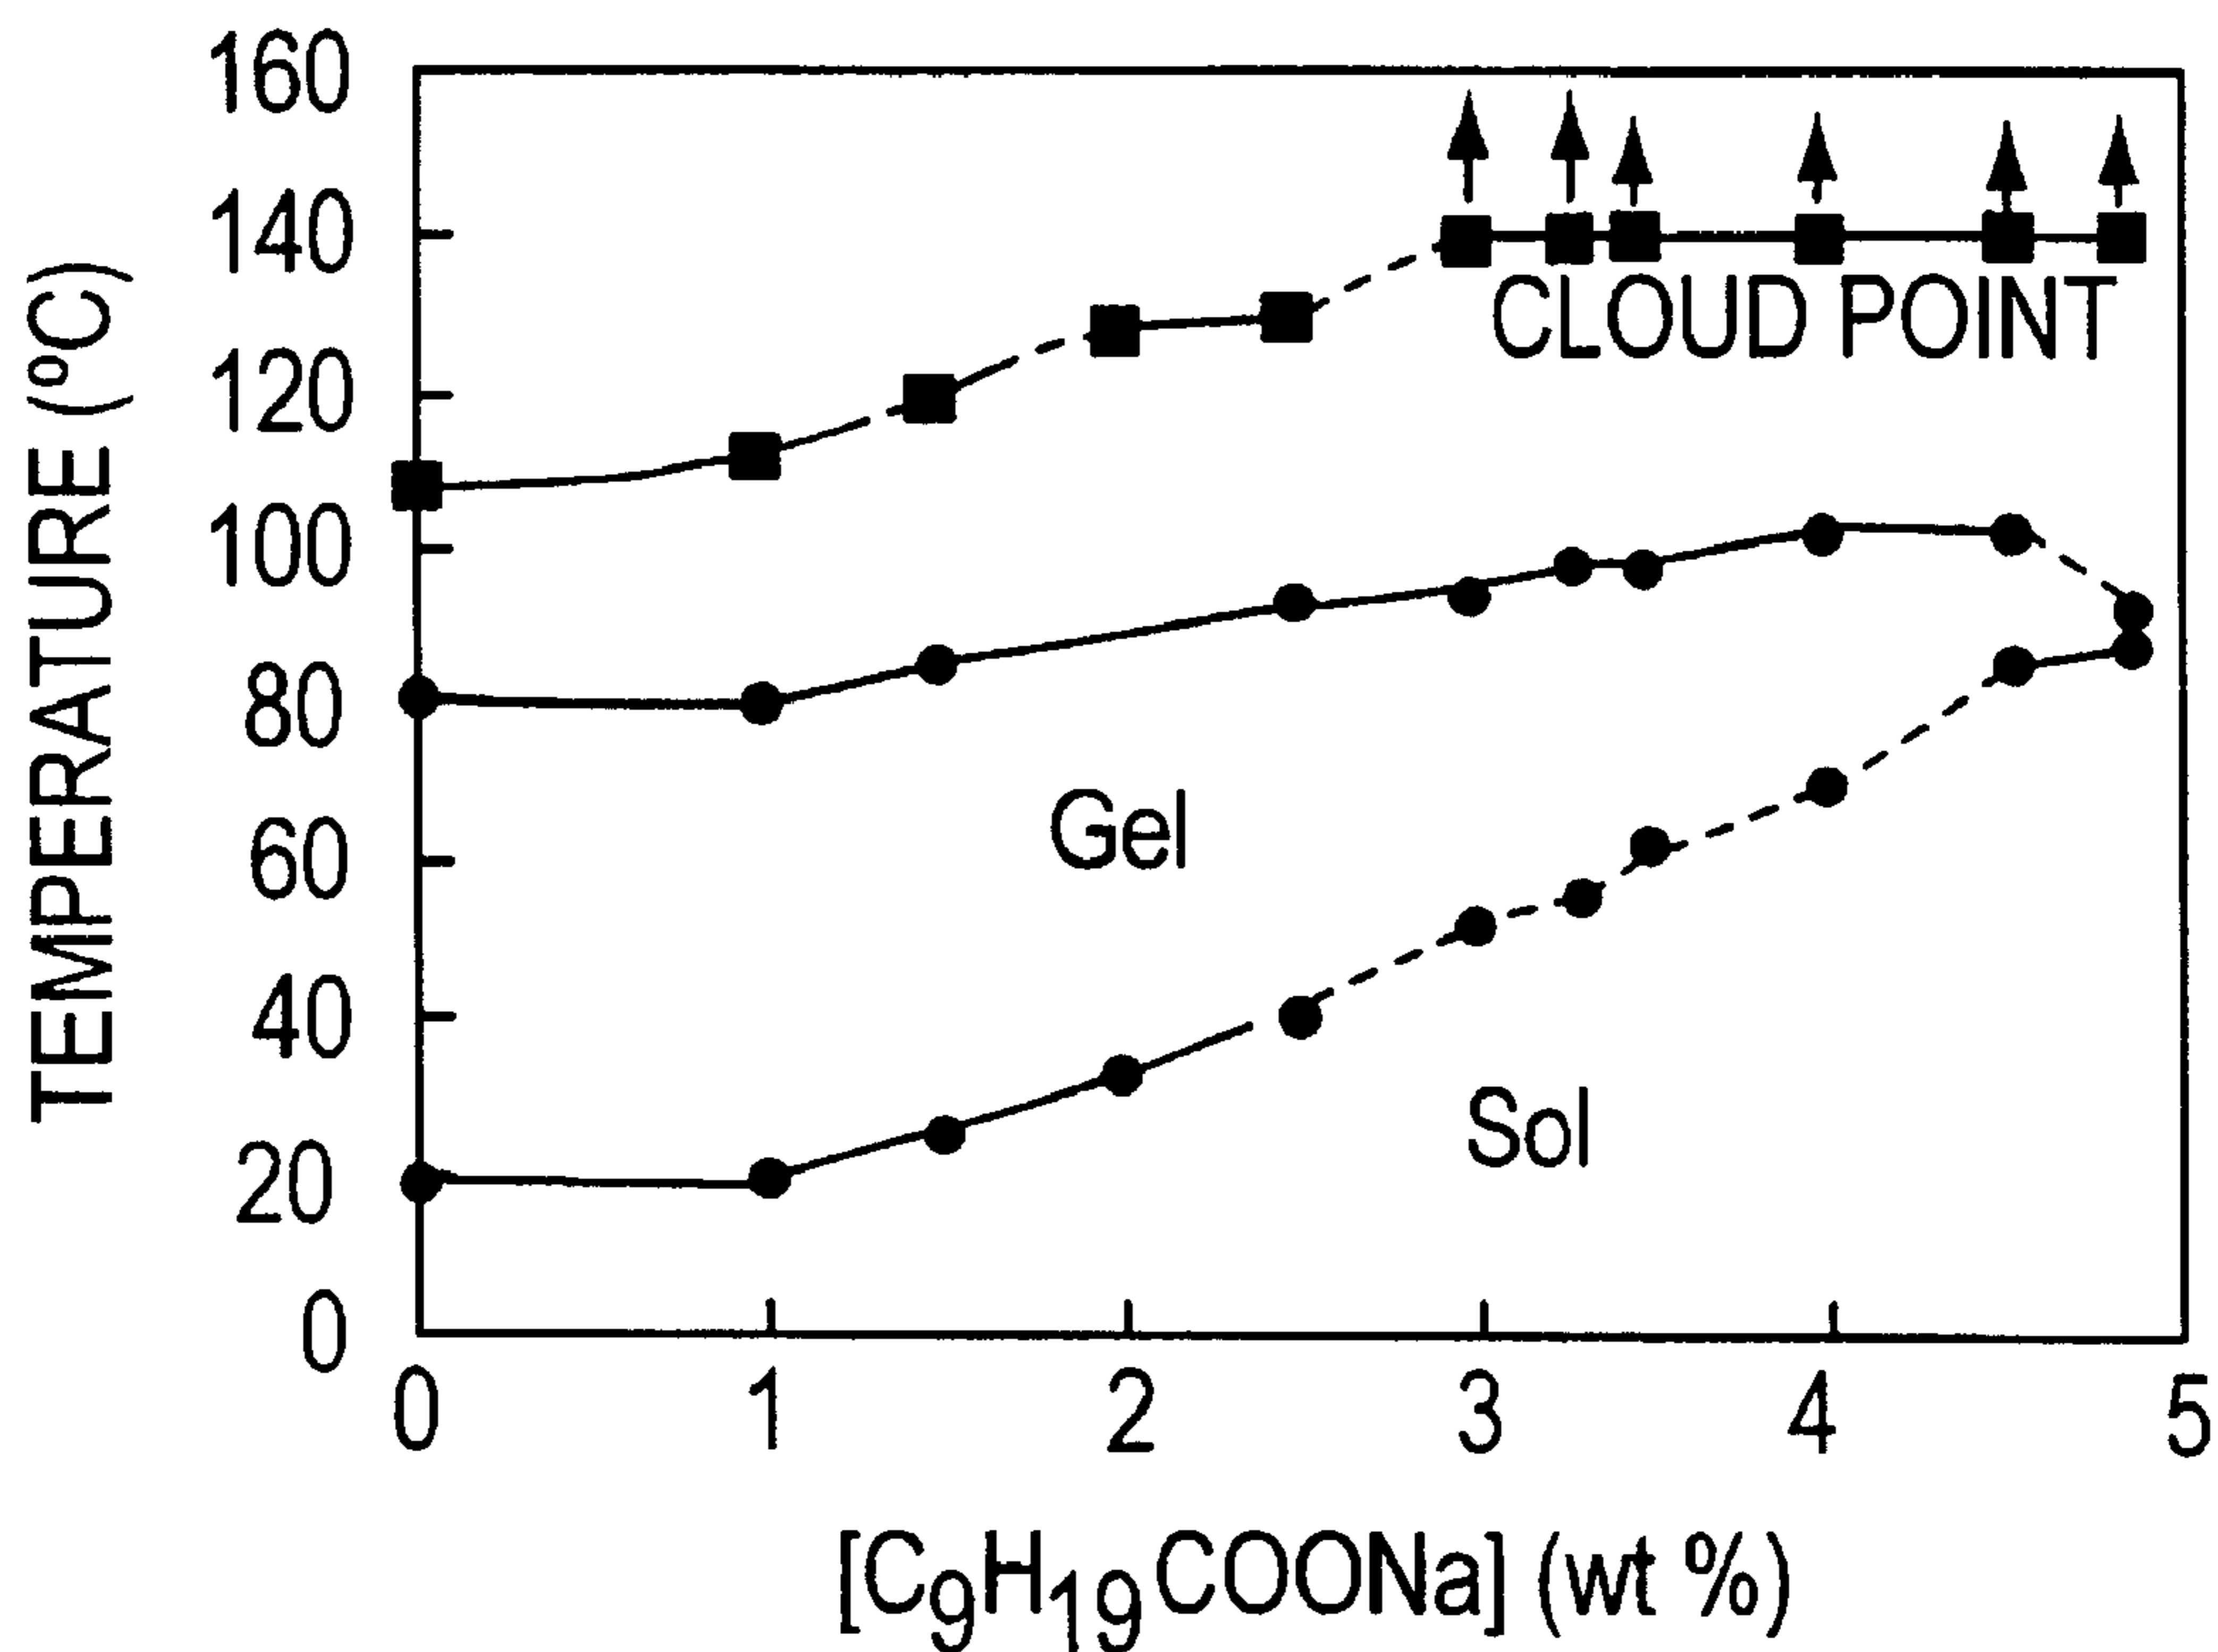 160
140
120
100
80
60
40
20
0
TEMPERATURE (ºC)
CLOUD POINT
Gel
Sol
0 1 2 3 4 5
[C9H19COONa] (wt %)